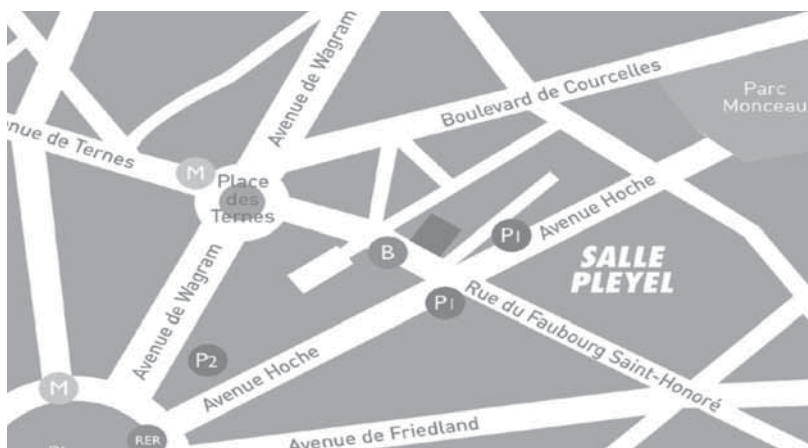 Avenue de Wagram
Boulevard de Courcelles
Parc
Monceau
enue de Ternes
M
Place
des
Ternes
Avenue Hoche
P1
B
SALLE
PLEYEL
Avenue de Wagram
P1
Rue du Faubourg Saint-Honoré
P2
Avenue Hoche
M
RER
Avenue de Friedland